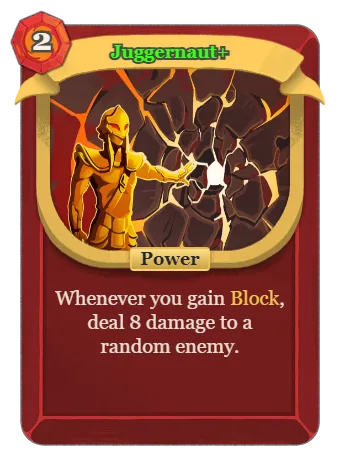 2
Juggernaut+
Power
Whenever you gain Block,
deal 8 damage to a
random enemy.